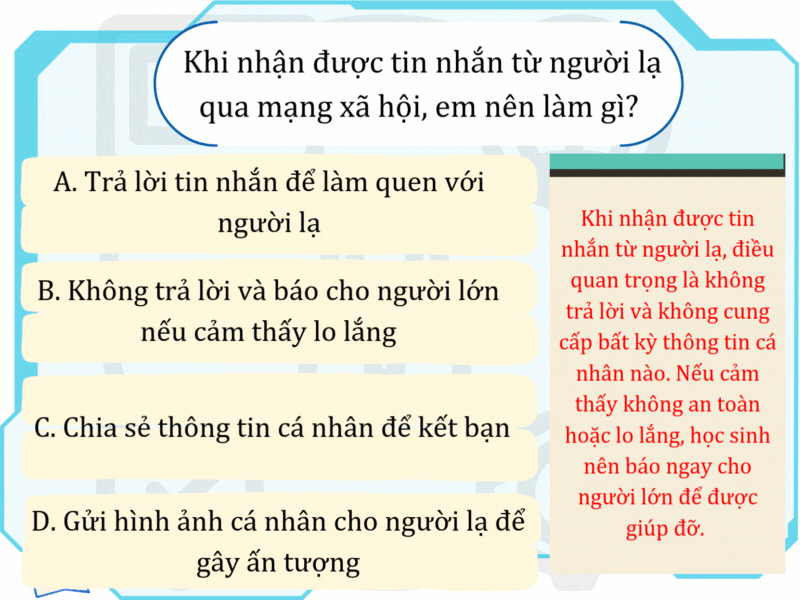 Khi nhận được tin nhắn từ người lạ
qua mạng xã hội, em nên làm gì?
A. Trả lời tin nhắn để làm quen với
người lạ
B. Không trả lời và báo cho người lớn
nếu cảm thấy lo lắng
C. Chia sẻ thông tin cá nhân để kết bạn
D. Gửi hình ảnh cá nhân cho người lạ để
gây ấn tượng
Khi nhận được tin
nhắn từ người lạ, điều
quan trọng là không
trả lời và không cung
cấp bất kỳ thông tin cá
nhân nào. Nếu cảm
thấy không an toàn
hoặc lo lắng, học sinh
nên báo ngay cho
người lớn để được
giúp đỡ.